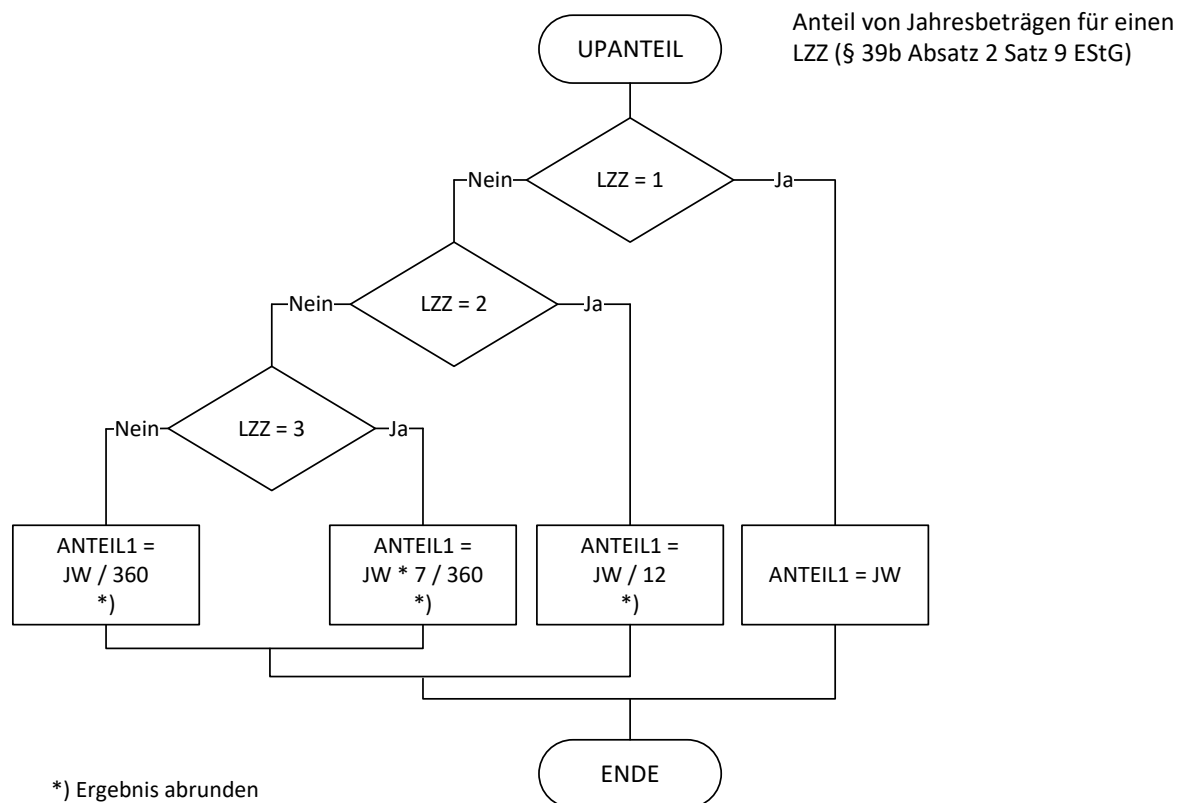 Anteil von Jahresbeträgen für einen
LZZ (§ 39b Absatz 2 Satz 9 EStG)
UPANTEIL
LZZ = 1
Nein
Ja
LZZ = 2
Nein
Ja
LZZ = 3
Nein
Ja
ANTEIL1 =
JW / 360
*)
ANTEIL1 =
JW * 7 / 360
*)
ANTEIL1 =
JW / 12
*)
ANTEIL1 = JW
ENDE
*) Ergebnis abrunden